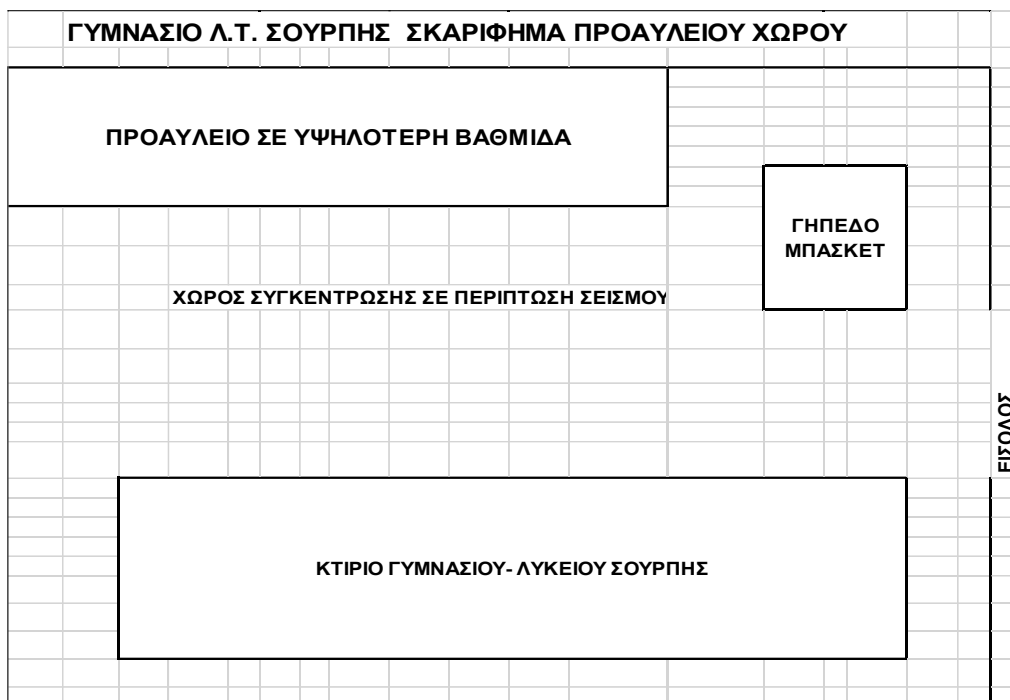 ΓΥΜΝΑΣΙΟ Λ.Τ. ΣΟΥΡΠΗΣ ΣΚΑΡΙΦΗΜΑ ΠΡΟΑΥΛΕΙΟΥ ΧΩΡΟΥ
ΠΡΟΑΥΛΕΙΟ ΣΕ ΥΨΗΛΟΤΕΡΗ ΒΑΘΜΙΔΑ
ΓΗΠΕΔΟ
ΜΠΑΣΚΕΤ
ΧΩΡΟΣ ΣΥΓΚΕΝΤΡΩΣΗΣ ΣΕ ΠΕΡΙΠΤΩΣΗ ΣΕΙΣΜΟΥ
ΕΙΣΟΔΟΣ
ΚΤΙΡΙΟ ΓΥΜΝΑΣΙΟΥ- ΛΥΚΕΙΟΥ ΣΟΥΡΠΗΣ